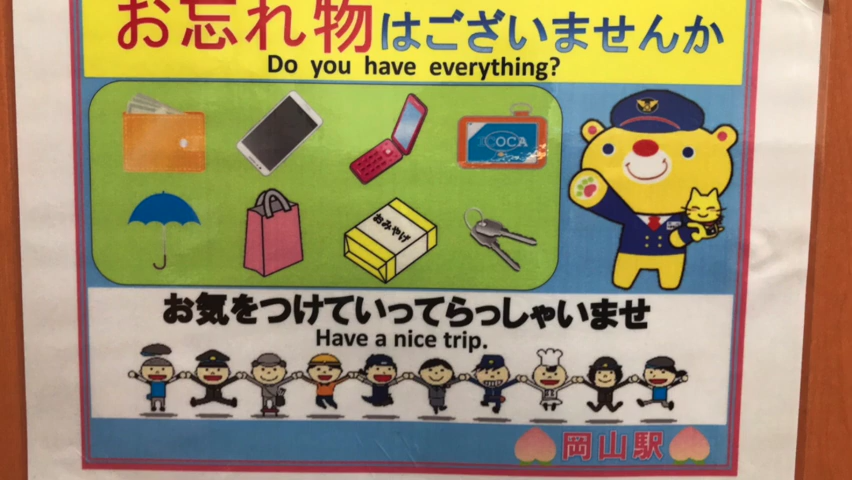 お忘れ物はございませんか
Do you have everything?
ICOCA
おみやげ
お気をつけていってらっしゃいませ
Have a nice trip.
岡山駅